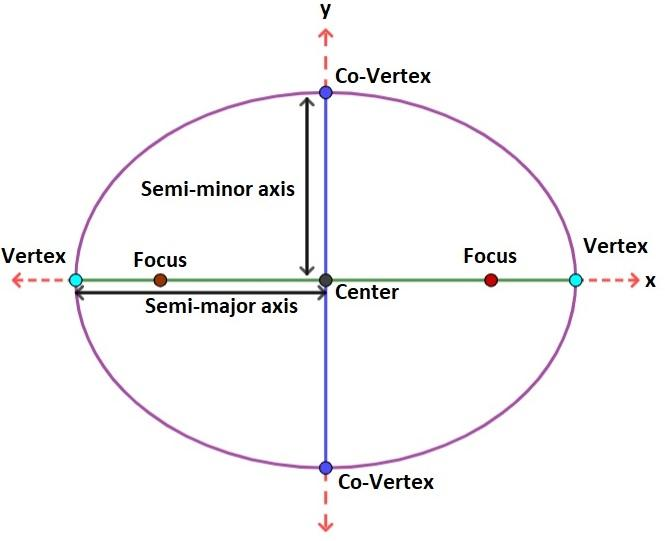 y
Co-Vertex
Semi-minor axis
Vertex
Focus
Focus
Vertex
x
Center
Semi-major axis
Co-Vertex